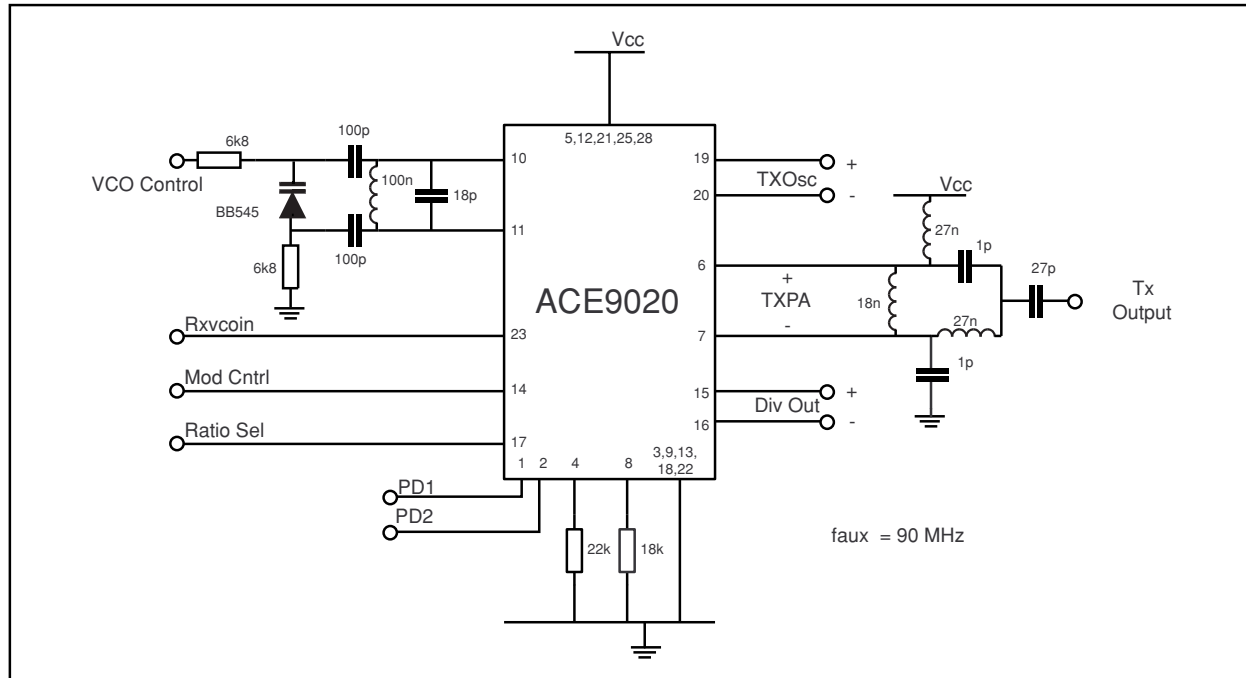 Vcc
5,12,21,25,28
6k8
100p
VCO Control
BB545
100n
18p
10
11
100p
6k8
ACE9020
19
20
TXOsc
+
-
Vcc
27n
1p
6
+
TXPA
-
18n
27n
7
27p
Tx
Output
1p
Rxvcoin
23
Mod Cntrl
14
Ratio Sel
17
15
16
Div Out
+
-
1
2
4
8
3,9,13,
18,22
PD1
PD2
22k
18k
faux = 90 MHz